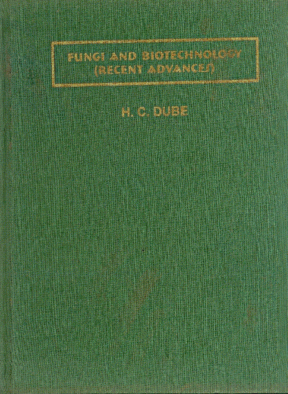 FUNGI AND BIOTECHNOLOGY
(RECENT ADVANCES)
H. C. DUBE